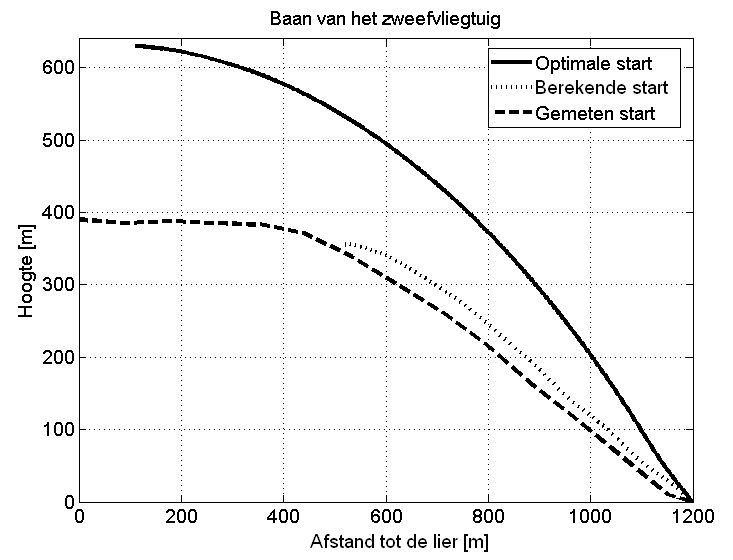 Baan van het zweefvliegtuig
Optimale start
Berekende start
Gemeten start
Hoogte [m]
600
500
400
300
200
100
0
0 200 400 600 800 1000 1200
Afstand tot de lier [m]